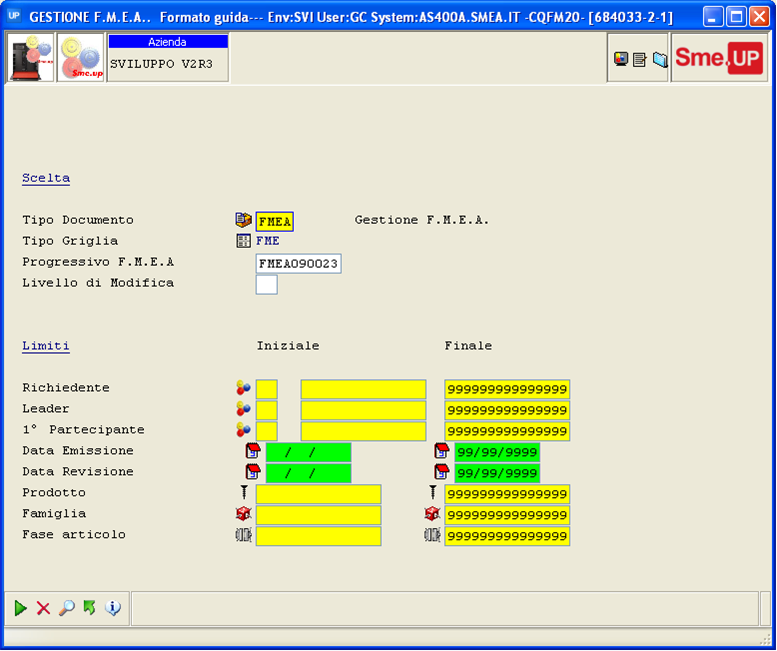 UP GESTIONE F.M.E.A.. Formato guida--- Env:SVI User:GC System:AS400A.SMEA.IT -CQFM20- [684033-2-1]
Sme.up
Azienda
SVILUPPO V2R3
Sme.UP
Scelta
Tipo Documento FMEA Gestione F.M.E.A.
Tipo Griglia FME
Progressivo F.M.E.A FMEA090023
Livello di Modifica
Limiti Iniziale Finale
Richiedente 999999999999999
Leader 999999999999999
1° Partecipante 999999999999999
Data Emissione / / 99/99/9999
Data Revisione / / 99/99/9999
Prodotto 999999999999999
Famiglia 999999999999999
Fase articolo 999999999999999